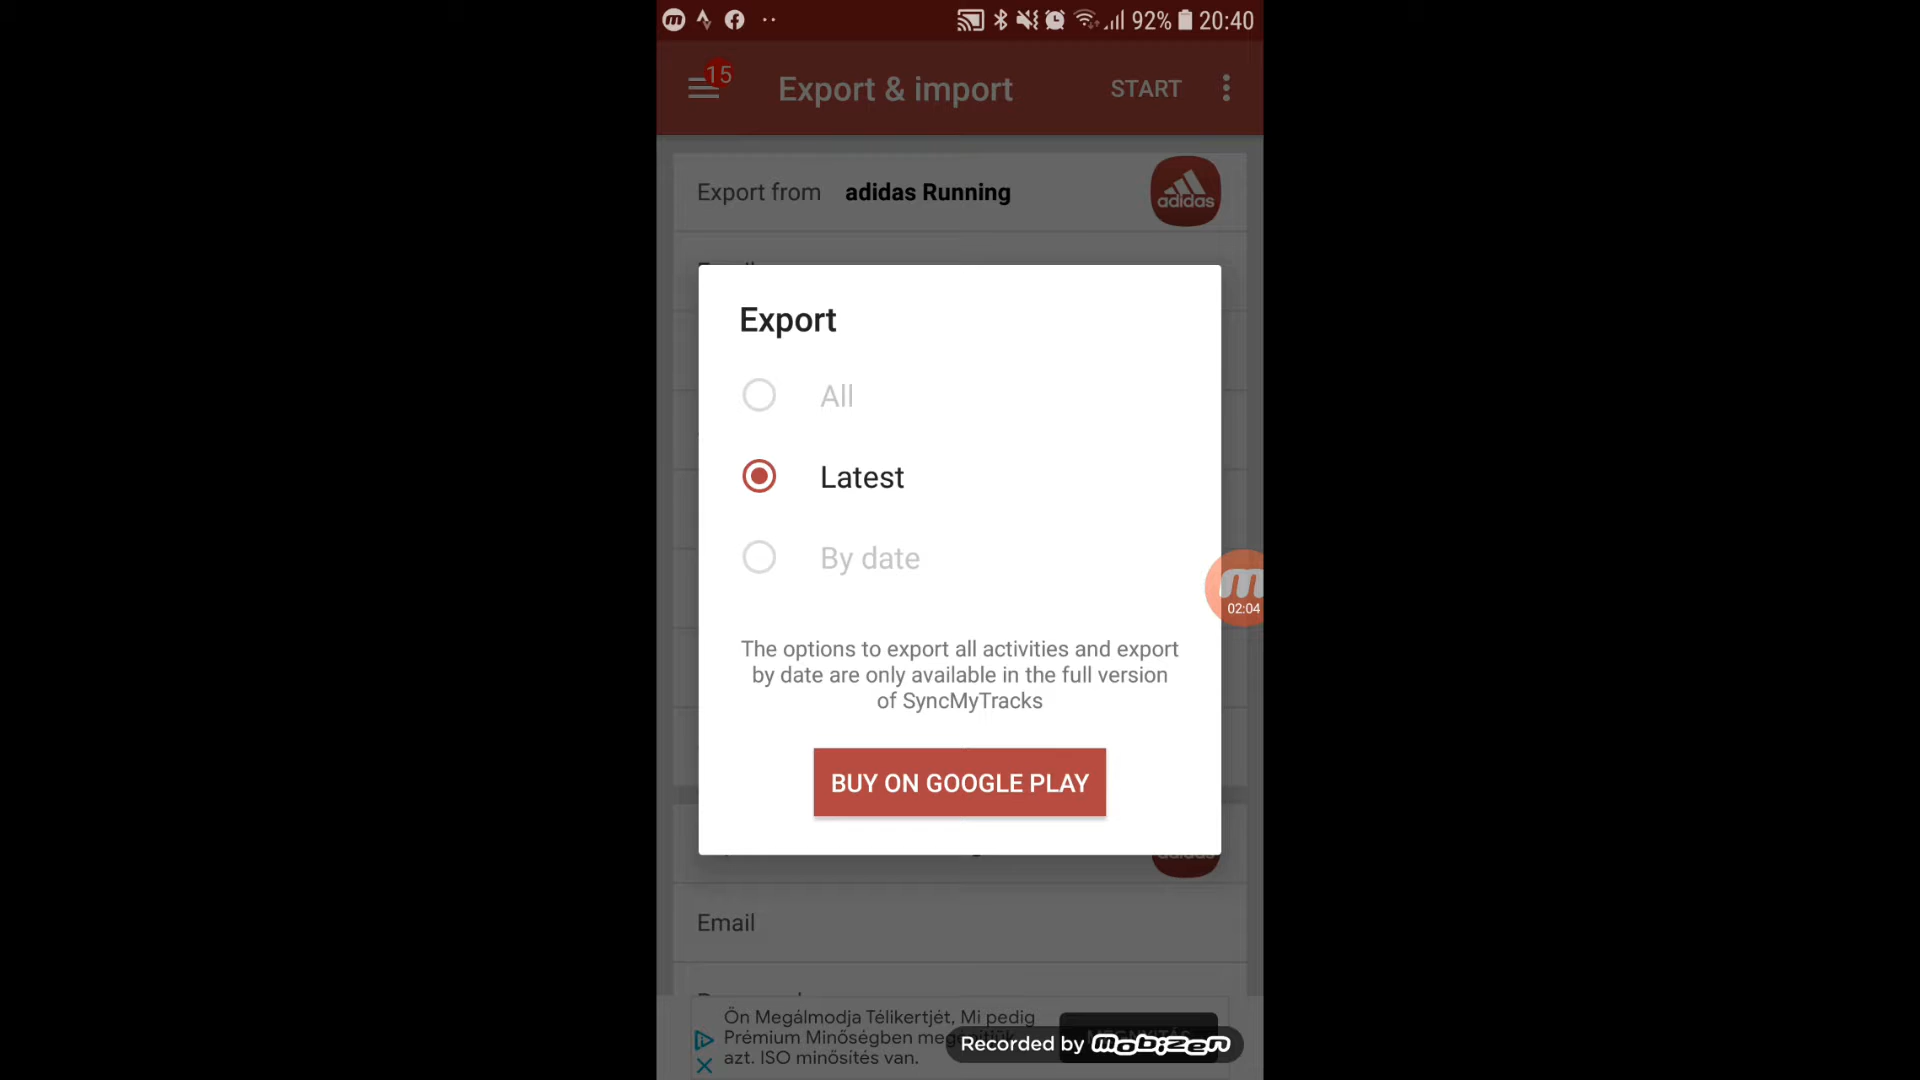 92% 20:40
15
Export & import START
Export from adidas Running
adidas
Export
All
Latest
By date
02:04
The options to export all activities and export
by date are only available in the full version
of SyncMyTracks
BUY ON GOOGLE PLAY
Email
Ön Megálmodja Télikertjét, Mi pedig
Prémium Minőségben
azt. ISO minősítés van.
Recorded by mobizen